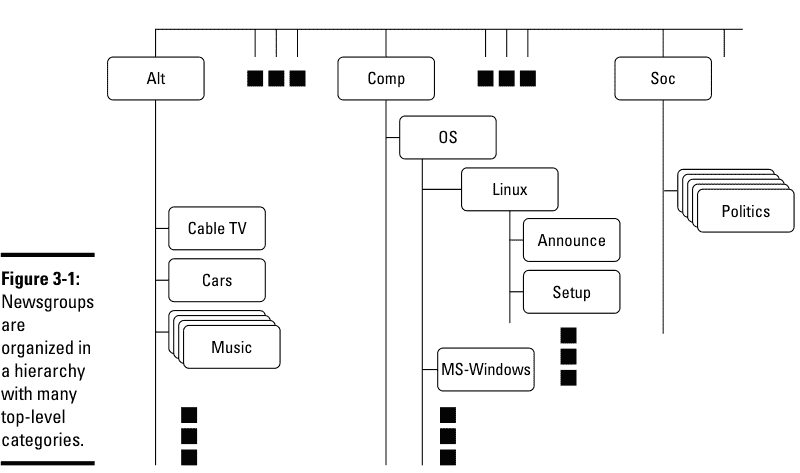 Alt
Comp
Soc
OS
Linux
Politics
Cable TV
Announce
Cars
Setup
Music
MS-Windows
Figure 3-1:
Newsgroups
are
organized in
a hierarchy
with many
top-level
categories.